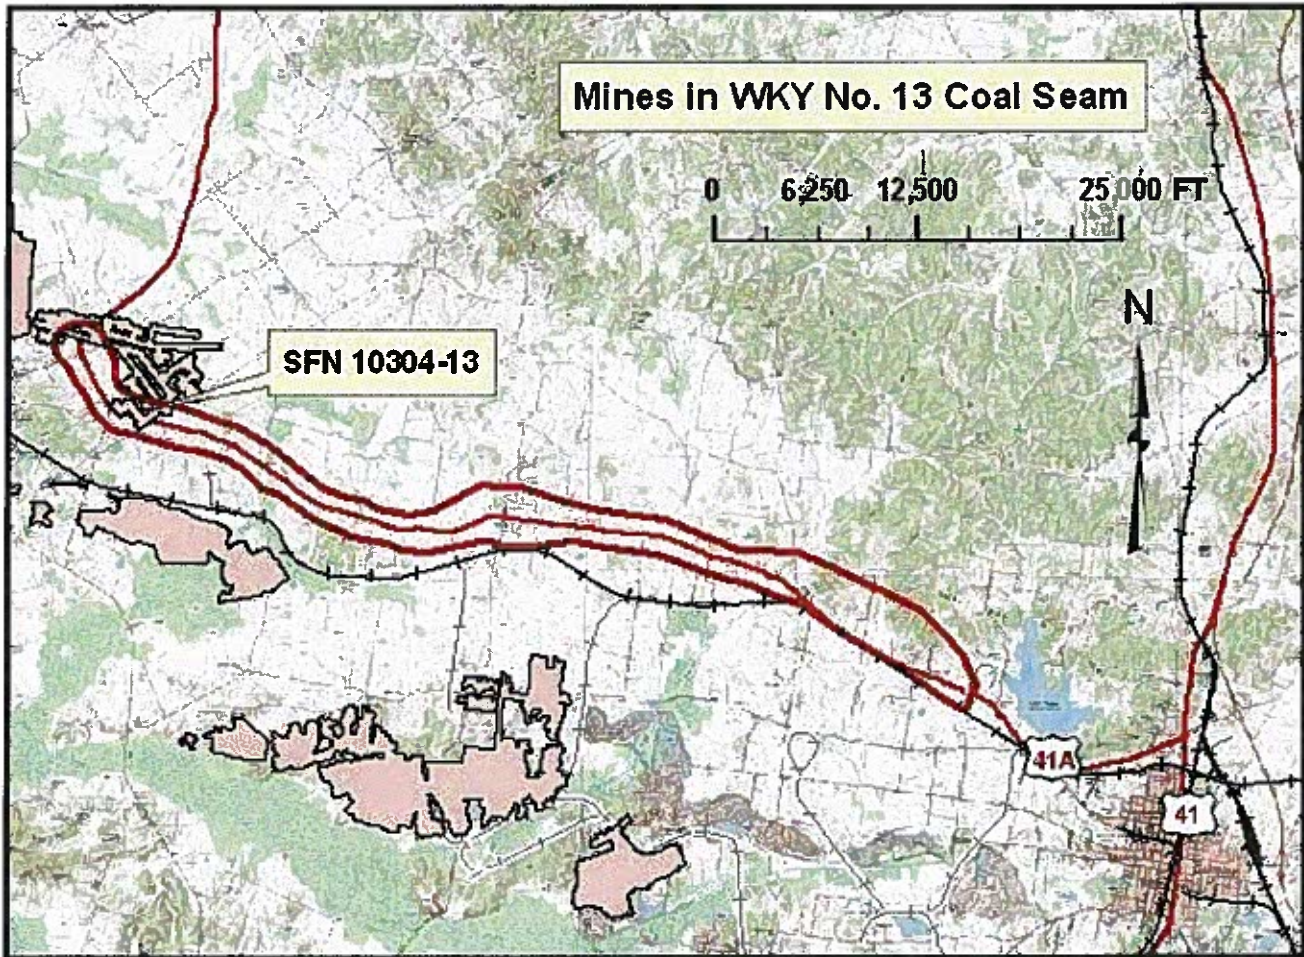 Mines in WKY No. 13 Coal Seam
0 6,250 12,500 25,000 FT
N
SFN 10304-13
41A
41